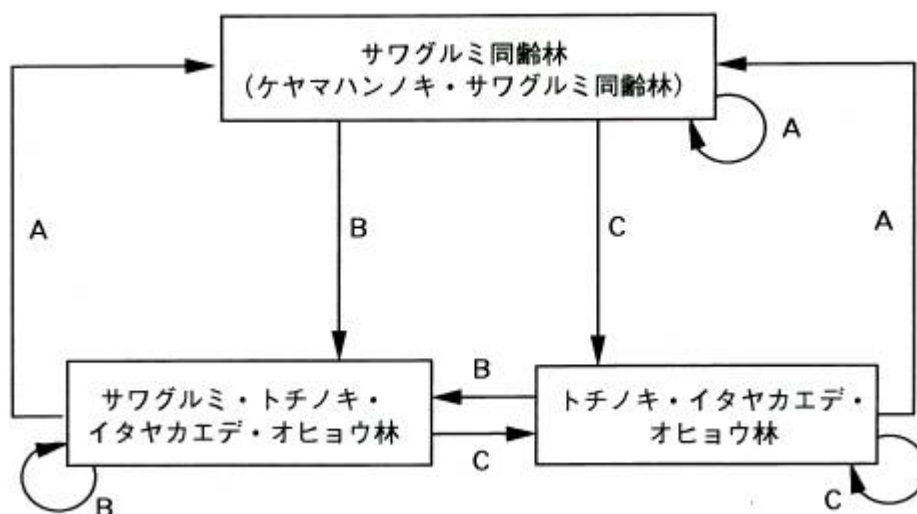 サワグルミ同齢林
(ケヤマハンノキ・サワグルミ同齢林)
A
A
B
C
A
サワグルミ・トチノキ・
イタヤカエデ・オヒョウ林
B
C
トチノキ・イタヤカエデ・
オヒョウ林
B
C